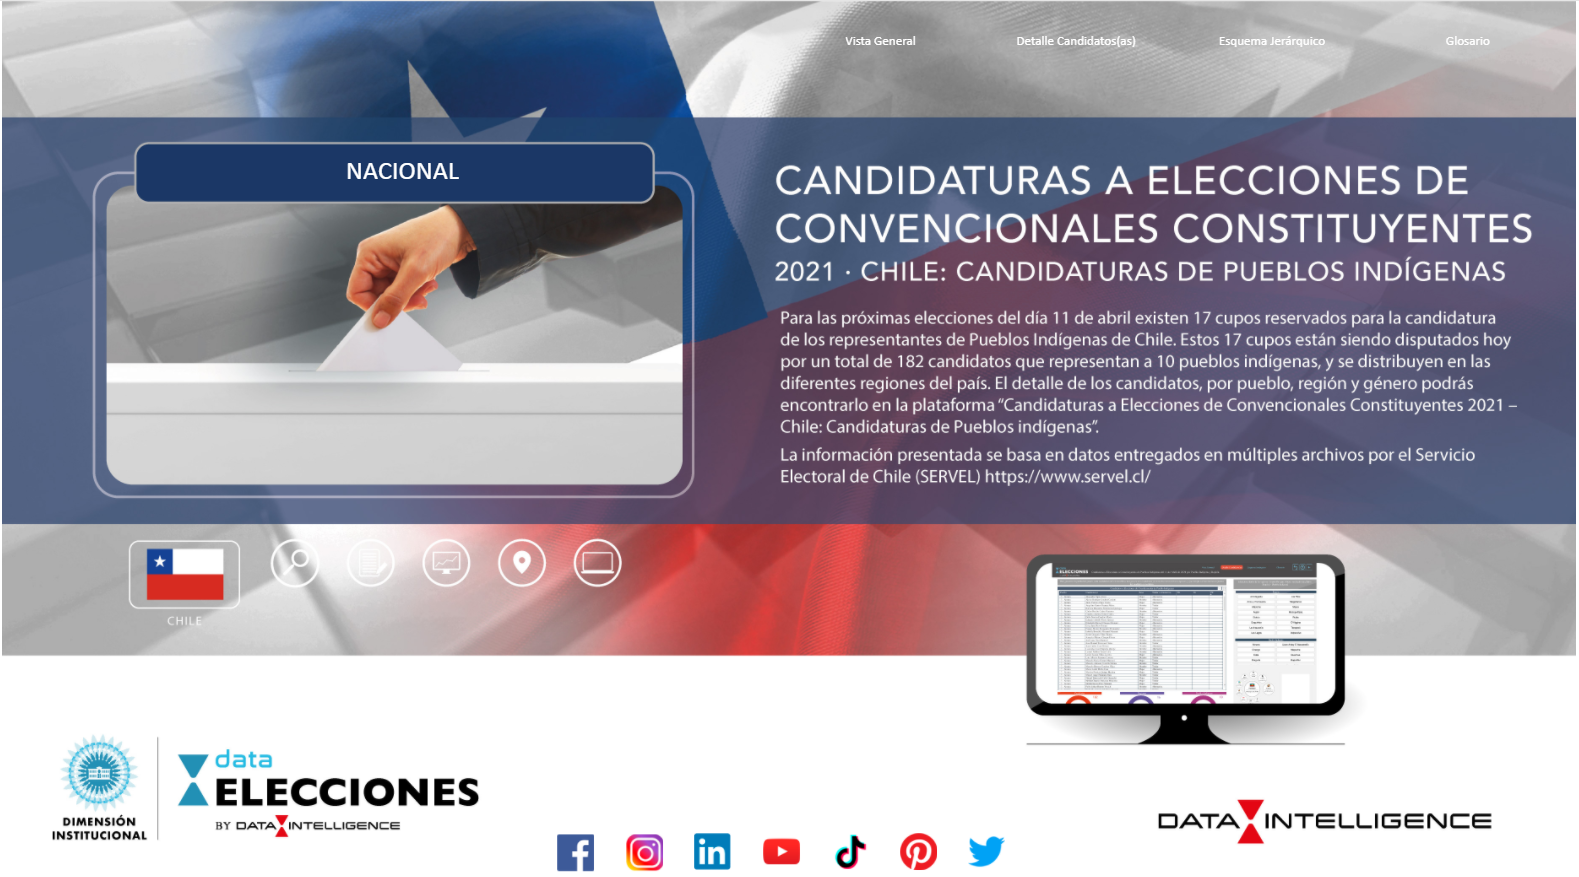 Vista General
Detalle Candidatos(as)
Esquema Jerárquico
Glosario
NACIONAL
CANDIDATURAS A ELECCIONES DE
CONVENCIONALES CONSTITUYENTES
2021 · CHILE: CANDIDATURAS DE PUEBLOS INDÍGENAS
Para las próximas elecciones del día 11 de abril existen 17 cupos reservados para la candidatura
de los representantes de Pueblos Indígenas de Chile. Estos 17 cupos están siendo disputados hoy
por un total de 182 candidatos que representan a 10 pueblos indígenas, y se distribuyen en las
diferentes regiones del país. El detalle de los candidatos, por pueblo, región y género podrás
encontrarlo en la plataforma “Candidaturas a Elecciones de Convencionales Constituyentes 2021 –
Chile: Candidaturas de Pueblos indígenas”.
La información presentada se basa en datos entregados en múltiples archivos por el Servicio
Electoral de Chile (SERVEL) https://www.servel.cl/
CHILE
ELECCIONES
DIMENSIÓN
INSTITUCIONAL
data
ELECCIONES
BY DATA INTELLIGENCE
DATA INTELLIGENCE